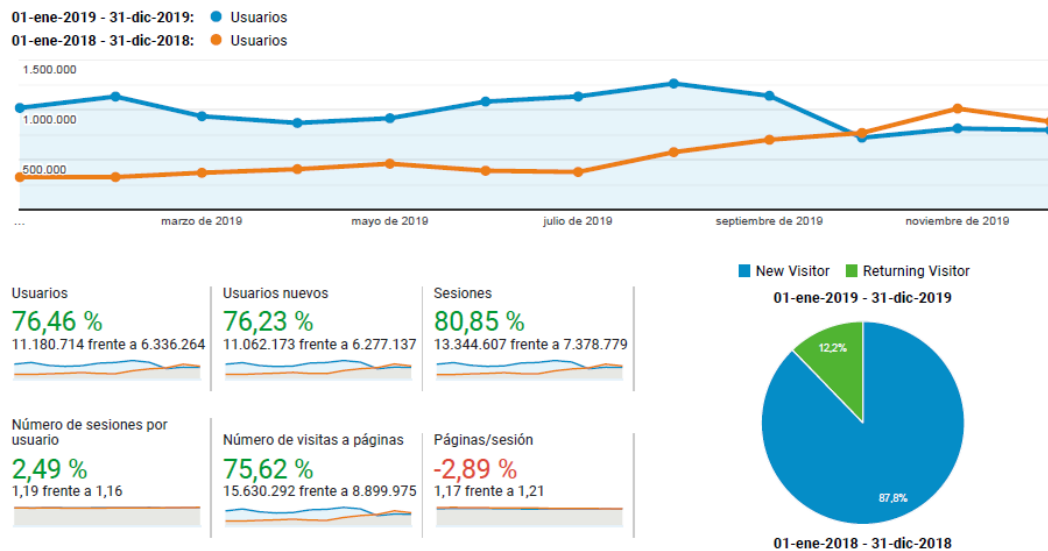 01-ene-2019 - 31-dic-2019: Usuarios
01-ene-2018 - 31-dic-2018: Usuarios
1.500.000
1.000.000
500.000
...
marzo de 2019
mayo de 2019
julio de 2019
septiembre de 2019
noviembre de 2019
Usuarios
76,46 %
11.180.714 frente a 6.336.264
Usuarios nuevos
76,23 %
11.062.173 frente a 6.277.137
Sesiones
80,85 %
13.344.607 frente a 7.378.779
Número de sesiones por
usuario
2,49 %
1,19 frente a 1,16
Número de visitas a páginas
75,62 %
15.630.292 frente a 8.899.975
Páginas/sesión
-2,89 %
1,17 frente a 1,21
New Visitor
Returning Visitor
01-ene-2019 - 31-dic-2019
12,2%
87,8%
01-ene-2018 - 31-dic-2018